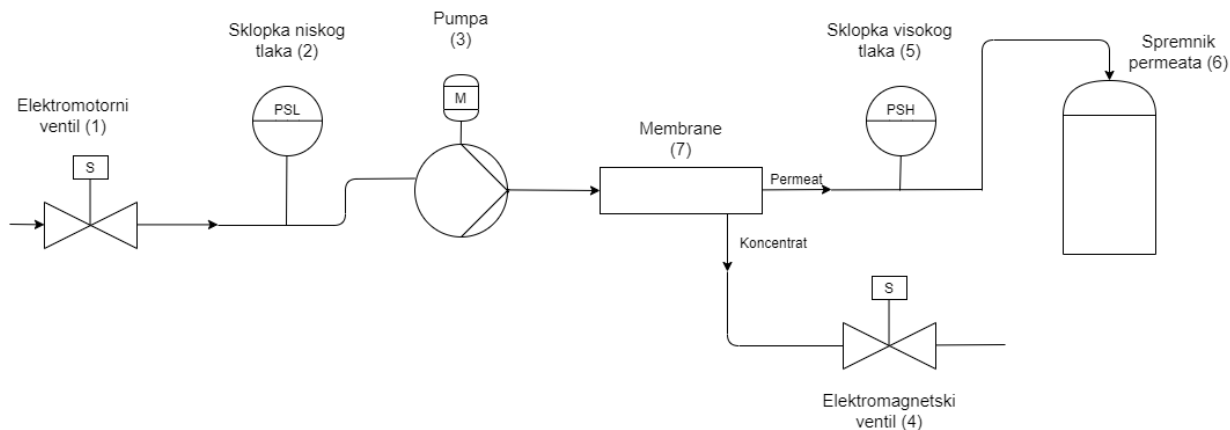 Elektromotorni
ventil (1)
S
Sklopka niskog
tlaka (2)
PSL
Pumpa
(3)
M
Membrane
(7)
Permeat
Koncentrat
Sklopka visokog
tlaka (5)
PSH
Spremnik
permeata (6)
S
Elektromagnetski
ventil (4)